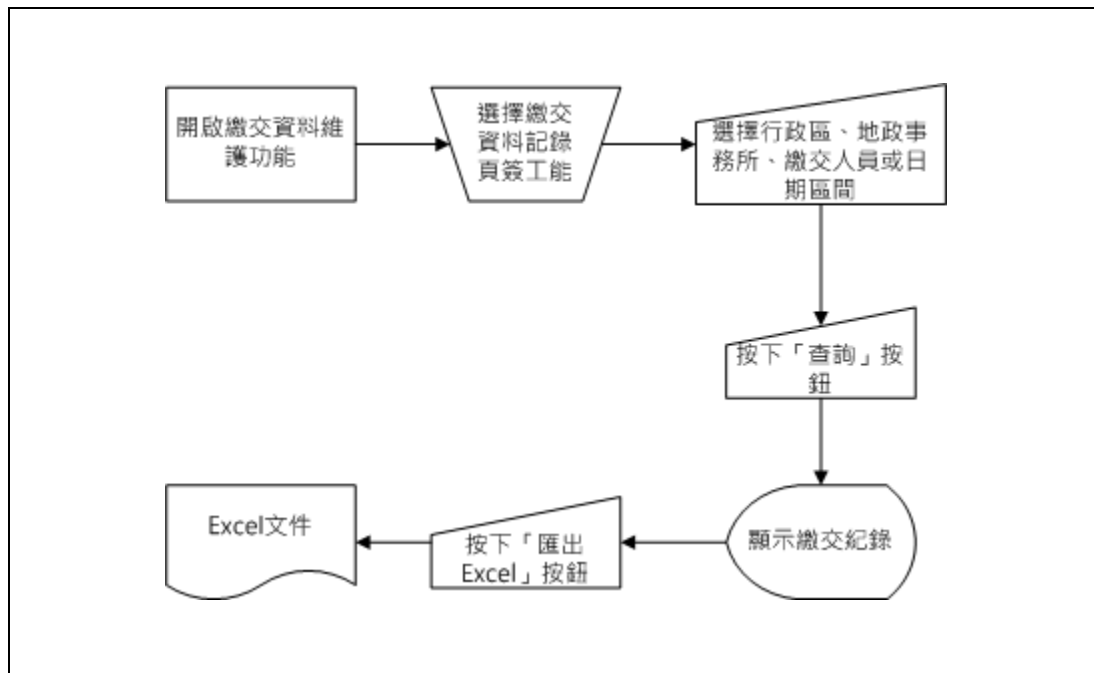 開啟繳交資料維
護功能
選擇繳交
資料記錄
頁簽工能
選擇行政區、地政事
務所、繳交人員或日
期區間
按下「查詢」按
鈕
顯示繳交紀錄
按下「匯出
Excel」按鈕
Excel文件